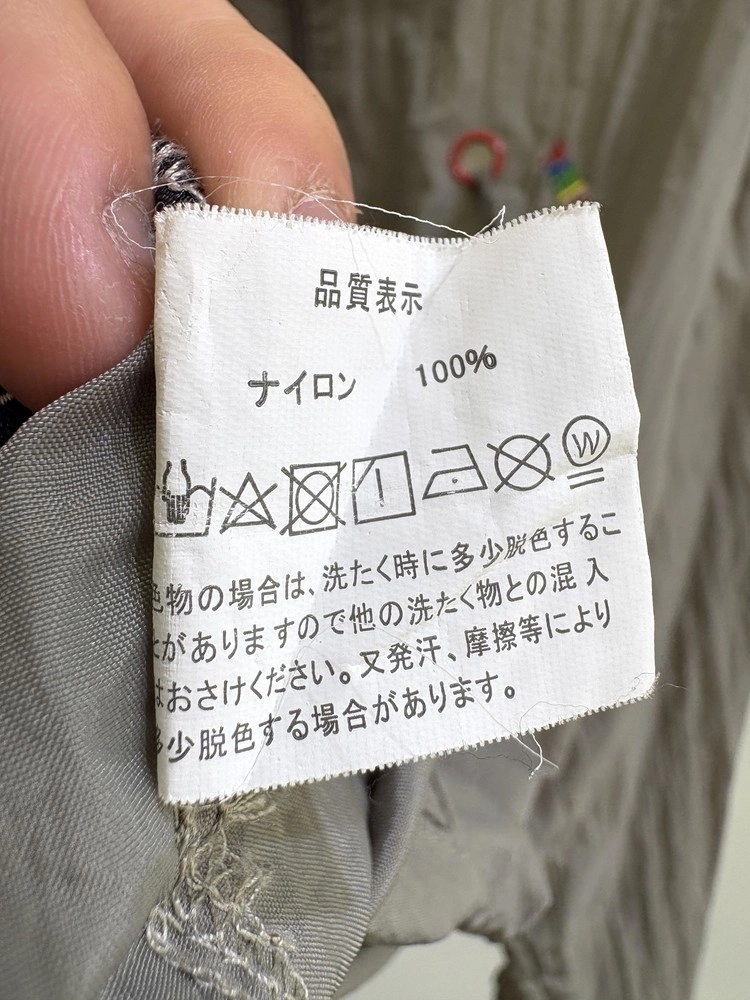 品質表示
ナイロン 100%
W
色物の場合は、洗たく時に多少脱色するこ
とがありますので他の洗たく物との混入
はおさけください。又発汗、摩擦等により
多少脱色する場合があります。